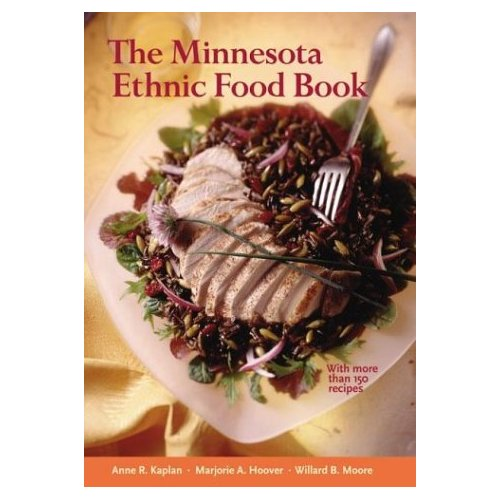 The Minnesota
Ethnic Food Book
With more
than 150
recipes
Anne R. Kaplan · Marjorie A. Hoover · Willard B. Moore